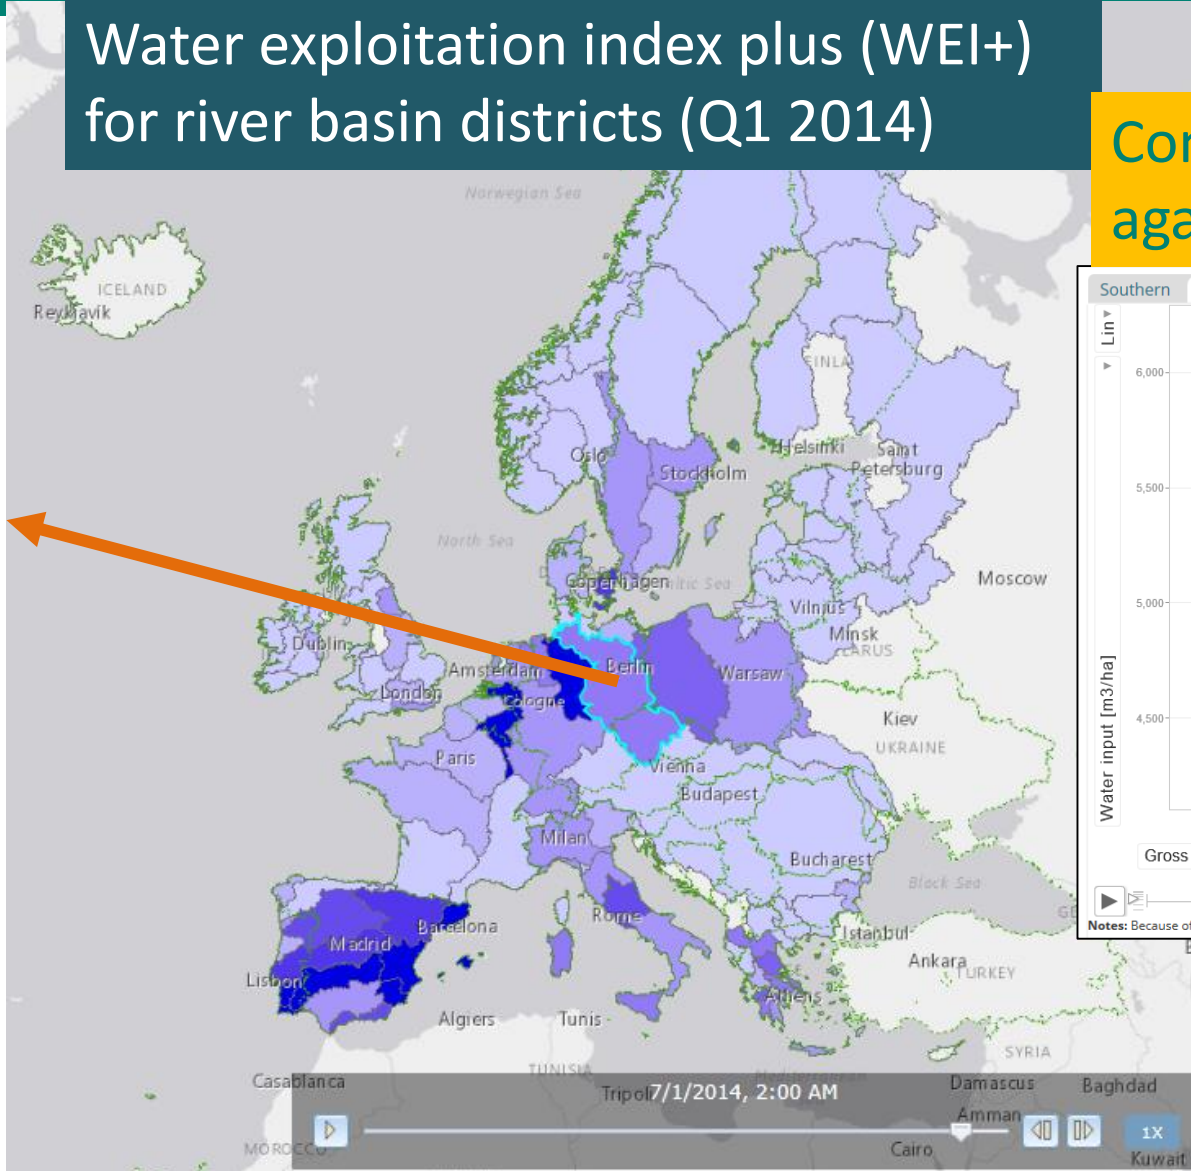 Water exploitation index plus (WEI+)
for river basin districts (Q1 2014)
Norwegian Sea
ICELAND
Reykjavik
Southern
Lin
6,000
5,500
5,000
4,500
Water input [m3/ha]
Gross
Notes: Because of
Oslo
Stockholm
Helsinki
Saint
Petersburg
North Sea
Copenhagen
Moscow
Vilnius
Minsk
Dublin
Amsterdam
Berlin
Warsaw
London
Cologne
Kiev
UKRAINE
Paris
Vienna
Budapest
Milan
Bucharest
Black Sea
Rome
Barcelona
Madrid
Istanbul
Ankara
TURKEY
Lisbon
Athens
Algiers
Tunis
SYRIA
TUNISIA
Casablanca
Tripoli
7/1/2014, 2:00 AM
Damascus
Baghdad
Amman
1X
MOROCCO
Cairo
Kuwait